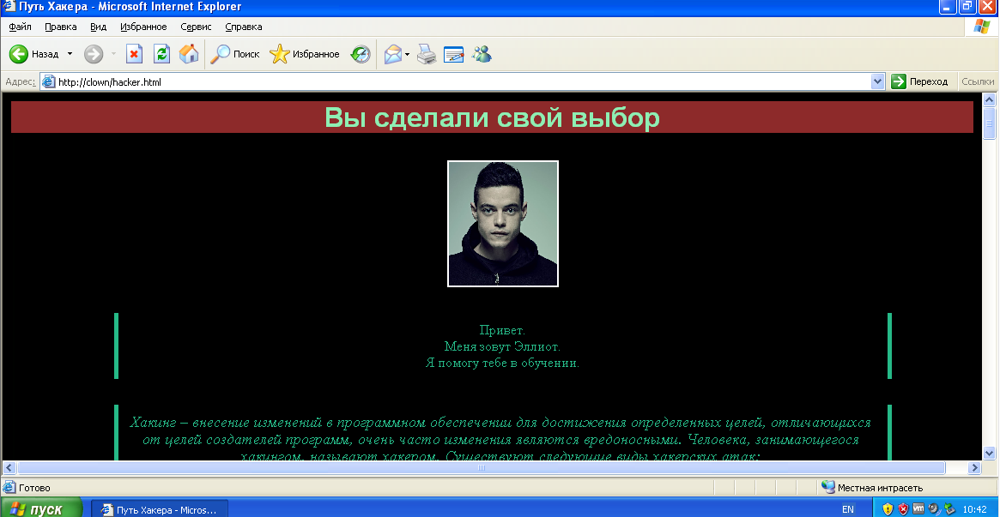 Путь Хакера - Microsoft Internet Explorer
Файл Правка Вид Избранное Сервис Справка
Назад Поиск Избранное
Адрес: http://clown/hacker.html Переход Ссылки
Вы сделали свой выбор
Привет.
Меня зовут Эллиот.
Я помогу тебе в обучении.
Хакинг – внесение изменений в программном обеспечении для достижения определенных целей, отличающихся
от целей создателей программ, очень часто изменения являются вредоносными. Человека, занимающегося
хакингом, называют хакером. Существуют следующие виды хакерских атак:
Готово Местная интрасеть
пуск Путь Хакера - Micros... EN vm 10:42